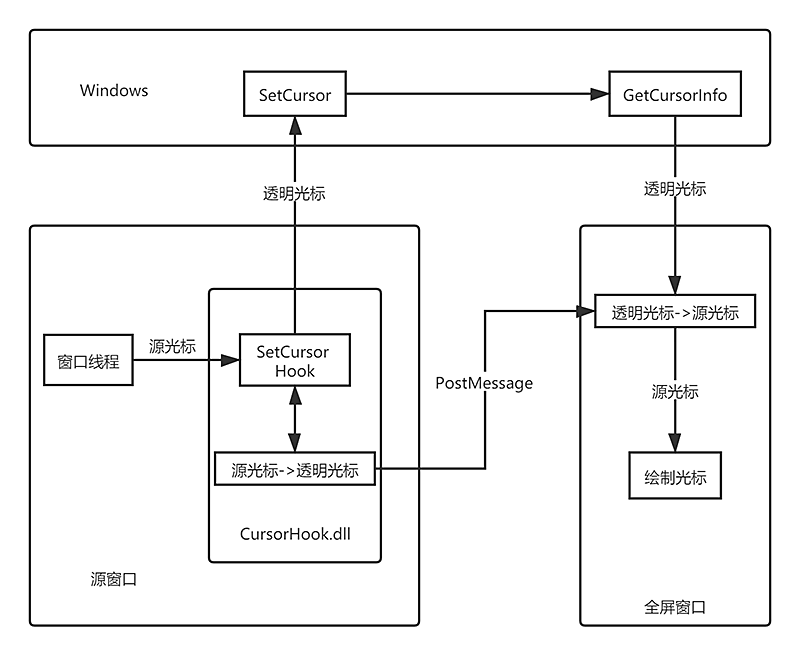 Windows
SetCursor
GetCursorInfo
透明光标
透明光标
透明光标->源光标
窗口线程
源光标
SetCursor
Hook
PostMessage
源光标
源光标->透明光标
绘制光标
CursorHook.dll
源窗口
全屏窗口